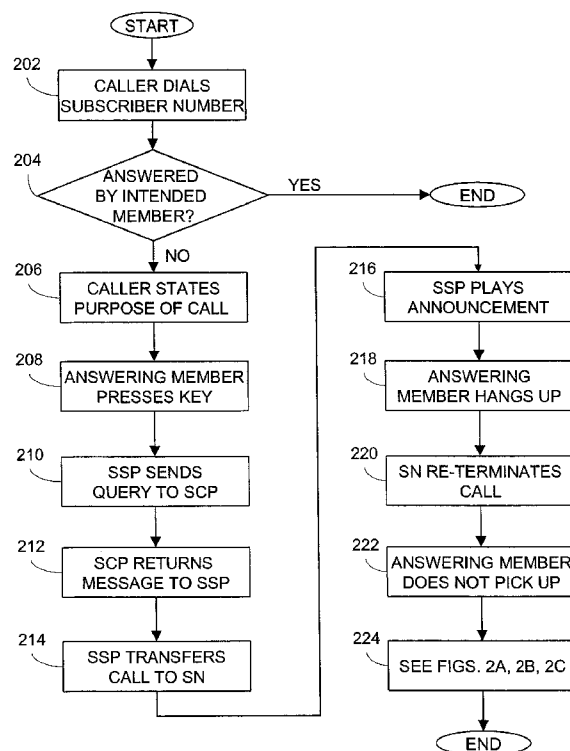 START
202
CALLER DIALS
SUBSCRIBER NUMBER
204
ANSWERED
BY INTENDED
MEMBER?
YES
END
NO
206
CALLER STATES
PURPOSE OF CALL
208
ANSWERING MEMBER
PRESSES KEY
210
SSP SENDS
QUERY TO SCP
212
SCP RETURNS
MESSAGE TO SSP
214
SSP TRANSFERS
CALL TO SN
216
SSP PLAYS
ANNOUNCEMENT
218
ANSWERING
MEMBER HANGS UP
220
SN RE-TERMINATES
CALL
222
ANSWERING MEMBER
DOES NOT PICK UP
224
SEE FIGS. 2A, 2B, 2C
END